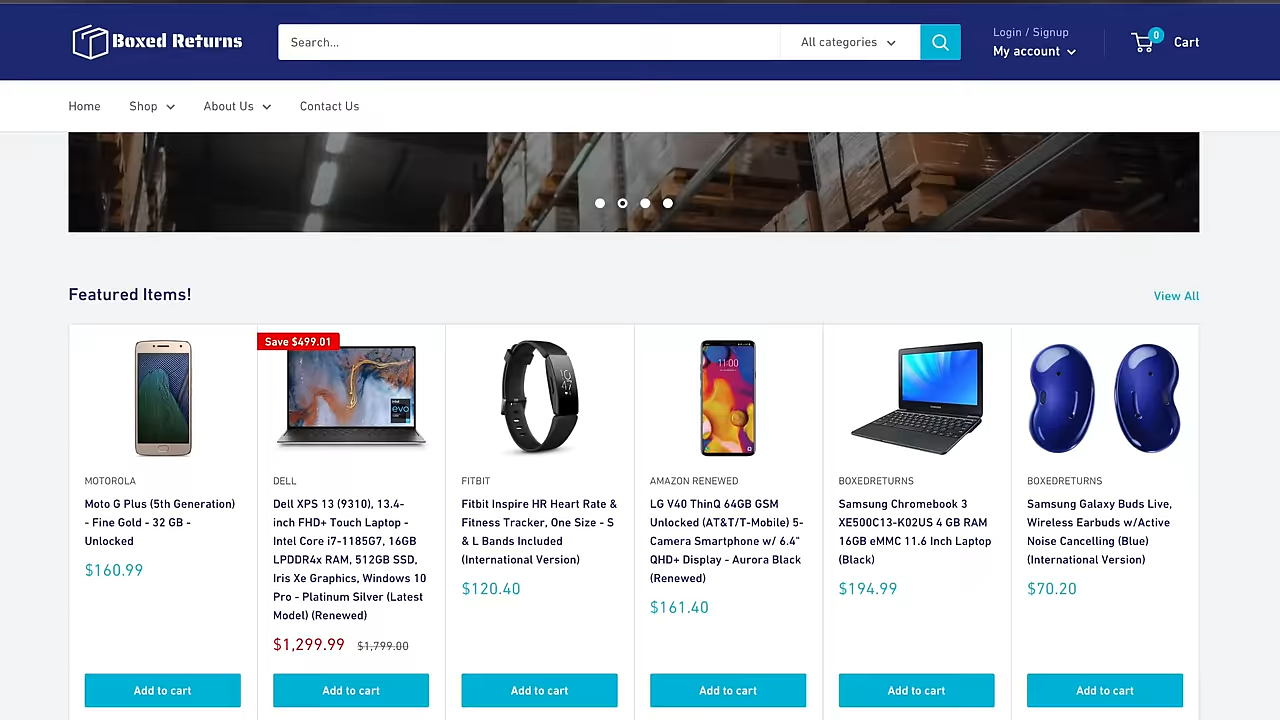 Boxed Returns
Search...
All categories
Login / Signup
My account
0
Cart
Home
Shop
About Us
Contact Us
Featured Items!
View All
Save $499.01
11:00
evo
MOTOROLA
Moto G Plus (5th Generation)
- Fine Gold - 32 GB -
Unlocked
$160.99
Add to cart
DELL
Dell XPS 13 (9310), 13.4-
inch FHD+ Touch Laptop -
Intel Core i7-1185G7, 16GB
LPDDR4x RAM, 512GB SSD,
Iris Xe Graphics, Windows 10
Pro - Platinum Silver (Latest
Model) (Renewed)
$1,299.99 $1,799.00
Add to cart
FITBIT
Fitbit Inspire HR Heart Rate &
Fitness Tracker, One Size - S
& L Bands Included
(International Version)
$120.40
Add to cart
AMAZON RENEWED
LG V40 ThinQ 64GB GSM
Unlocked (AT&T/T-Mobile) 5-
Camera Smartphone w/ 6.4"
QHD+ Display - Aurora Black
(Renewed)
$161.40
Add to cart
BOXEDRETURNS
Samsung Chromebook 3
XE500C13-K02US 4 GB RAM
16GB eMMC 11.6 Inch Laptop
(Black)
$194.99
Add to cart
BOXEDRETURNS
Samsung Galaxy Buds Live,
Wireless Earbuds w/Active
Noise Cancelling (Blue)
(International Version)
$70.20
Add to cart